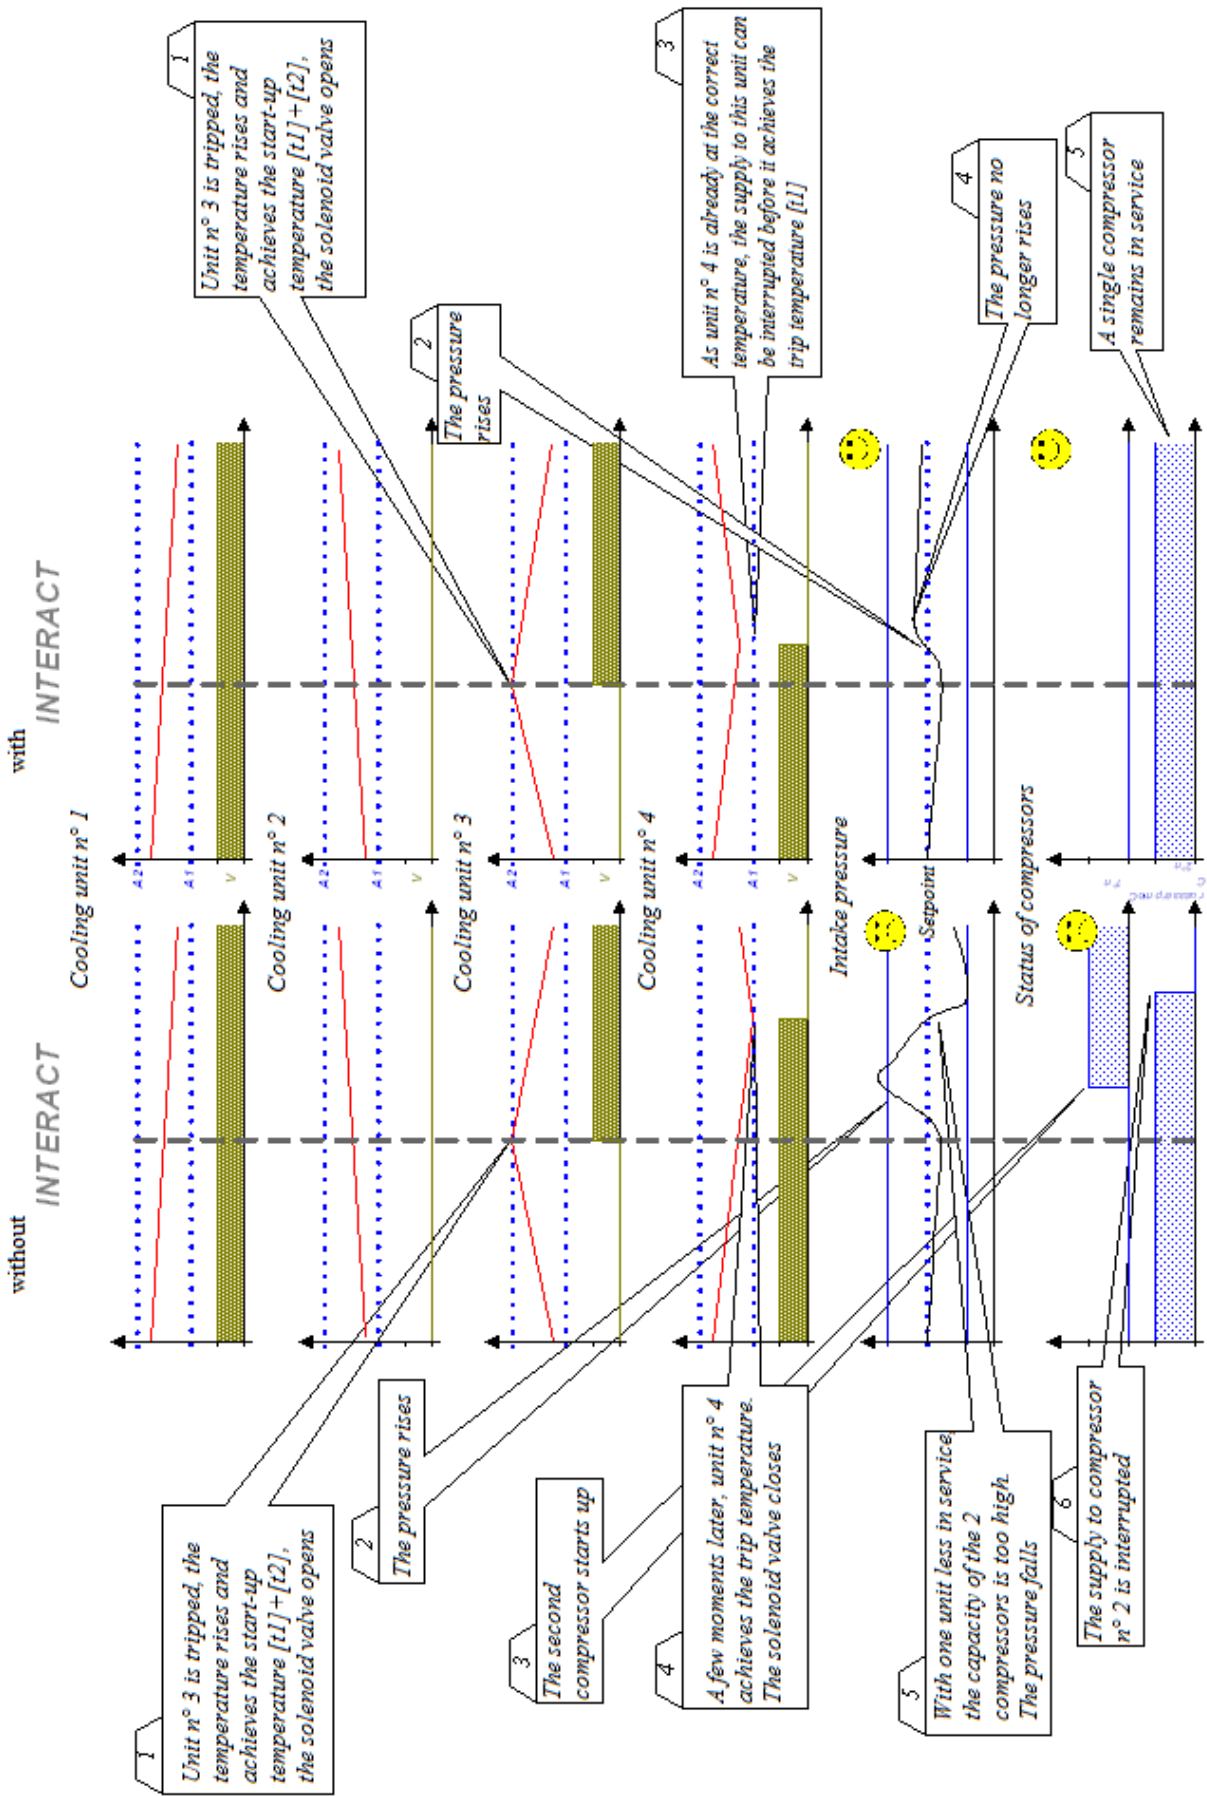 without
INTERACT
with
INTERACT
1
Unit n° 3 is tripped, the
temperature rises and
achieves the start-up
temperature [t1]+[t2],
the solenoid valve opens
2
The pressure rises
3
The second
compressor starts up
4
A few moments later, unit n° 4
achieves the trip temperature.
The solenoid valve closes
5
With one unit less in service,
the capacity of the 2
compressors is too high.
The pressure falls
6
The supply to compressor
n° 2 is interrupted
Cooling unit n° 1
A2
A1
V
Cooling unit n° 2
A2
A1
V
Cooling unit n° 3
A2
A1
V
Cooling unit n° 4
A2
A1
V
Intake pressure
Setpoint
Status of compressors
1
Unit n° 3 is tripped, the
temperature rises and
achieves the start-up
temperature [t1]+[t2],
the solenoid valve opens
2
The pressure
rises
3
As unit n° 4 is already at the correct
temperature, the supply to this unit can
be interrupied before it achieves the
trip temperature [t1]
4
The pressure no
longer rises
5
A single compressor
remains in service